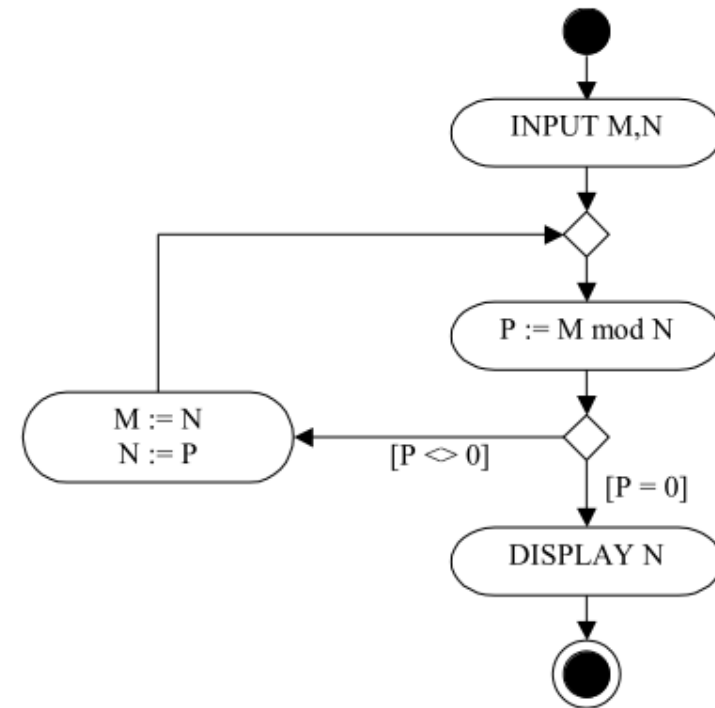 INPUT M,N
P := M mod N
M := N
N := P
[P <> 0]
[P = 0]
DISPLAY N